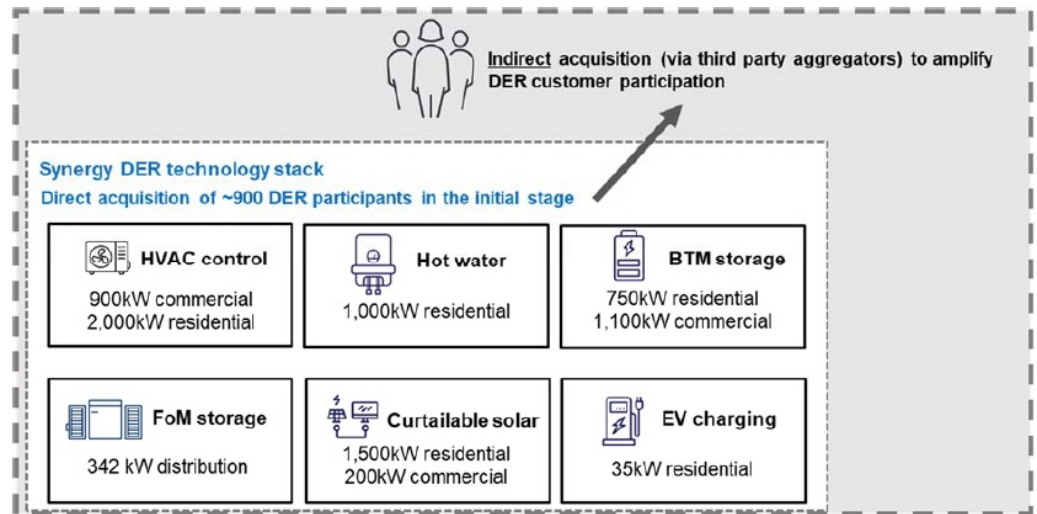 Indirect acquisition (via third party aggregators) to amplify
DER customer participation
Synergy DER technology stack
Direct acquisition of ~900 DER participants in the initial stage
HVAC control
900kW commercial
2,000kW residential
Hot water
1,000kW residential
BTM storage
750kW residential
1,100kW commercial
FoM storage
342 kW distribution
Curtailable solar
1,500kW residential
200kW commercial
EV charging
35kW residential